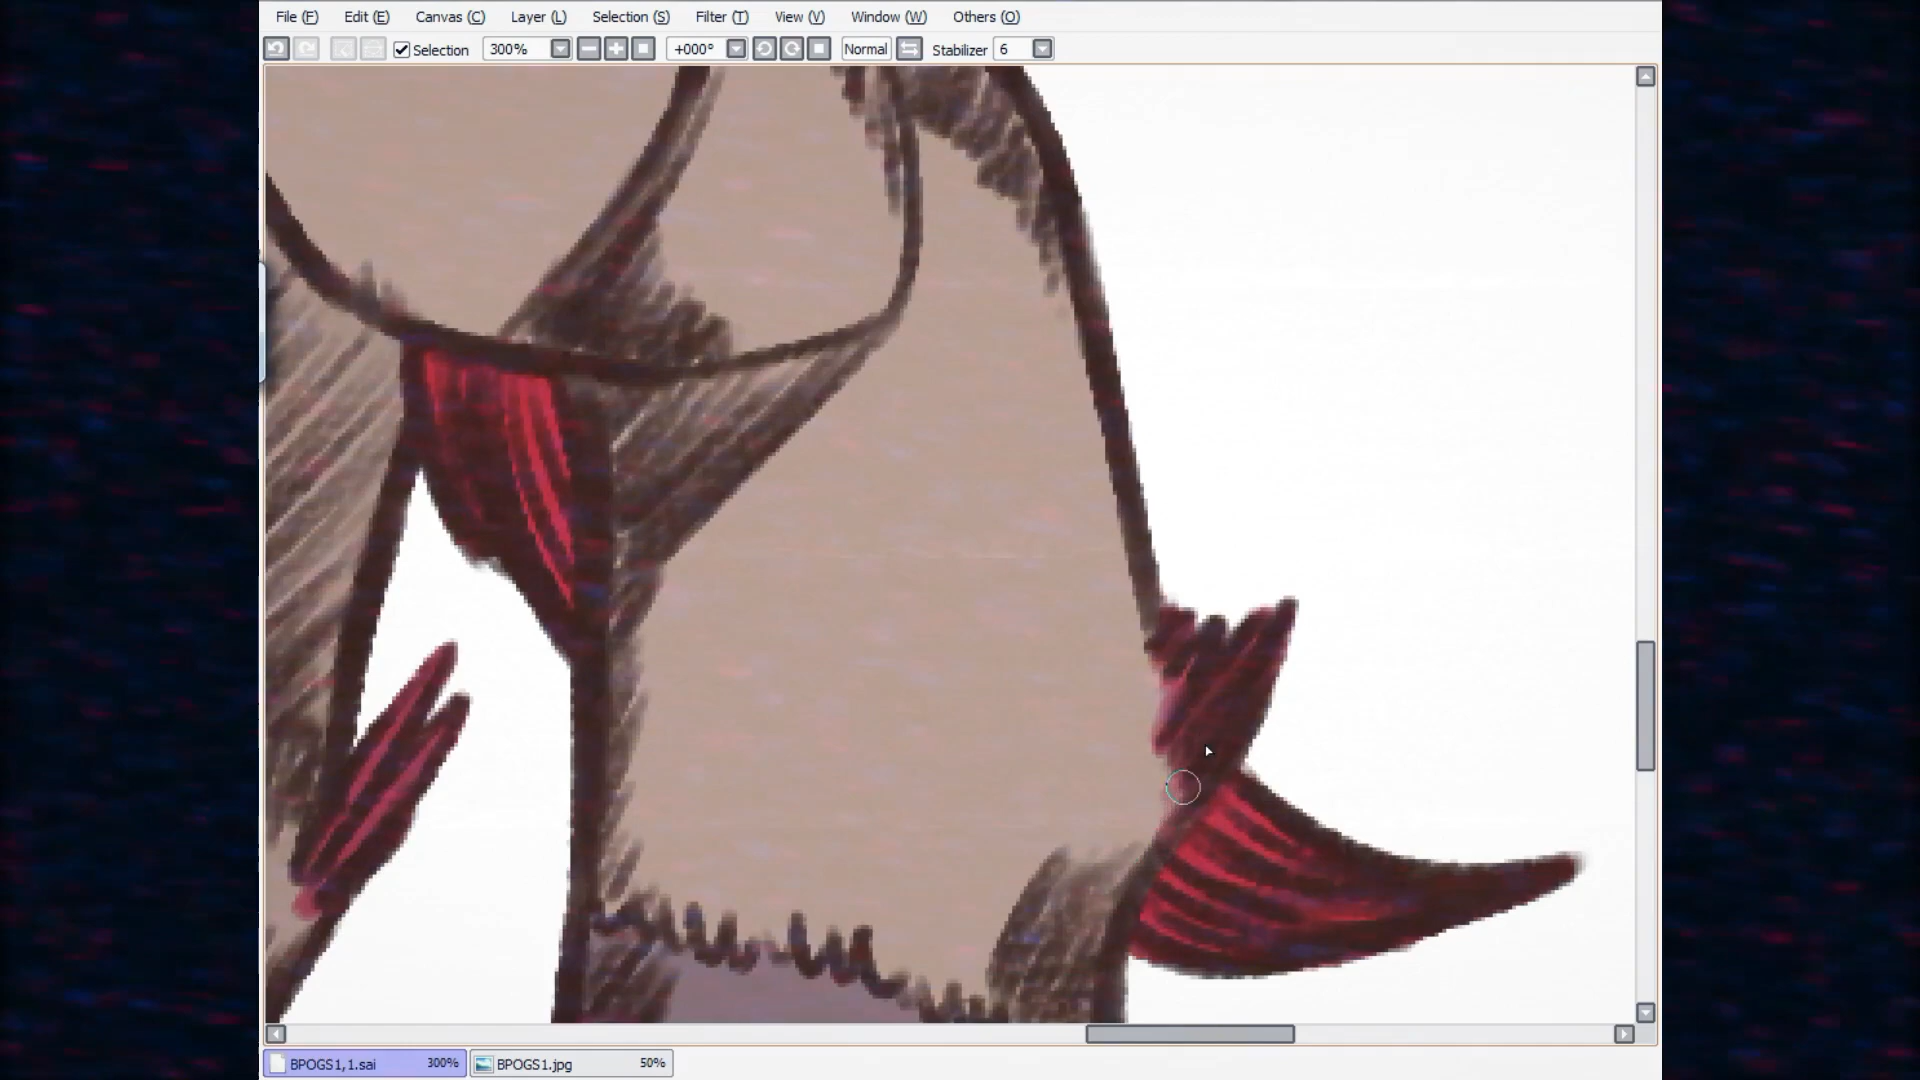 File (F) Edit (E) Canvas (C) Layer (L) Selection (S) Filter (T) View (V) Window (W) Others (O)
Selection 300% +000° Normal Stabilizer 6
BPOGS1,1.sai 300% BPOGS1.jpg 50%